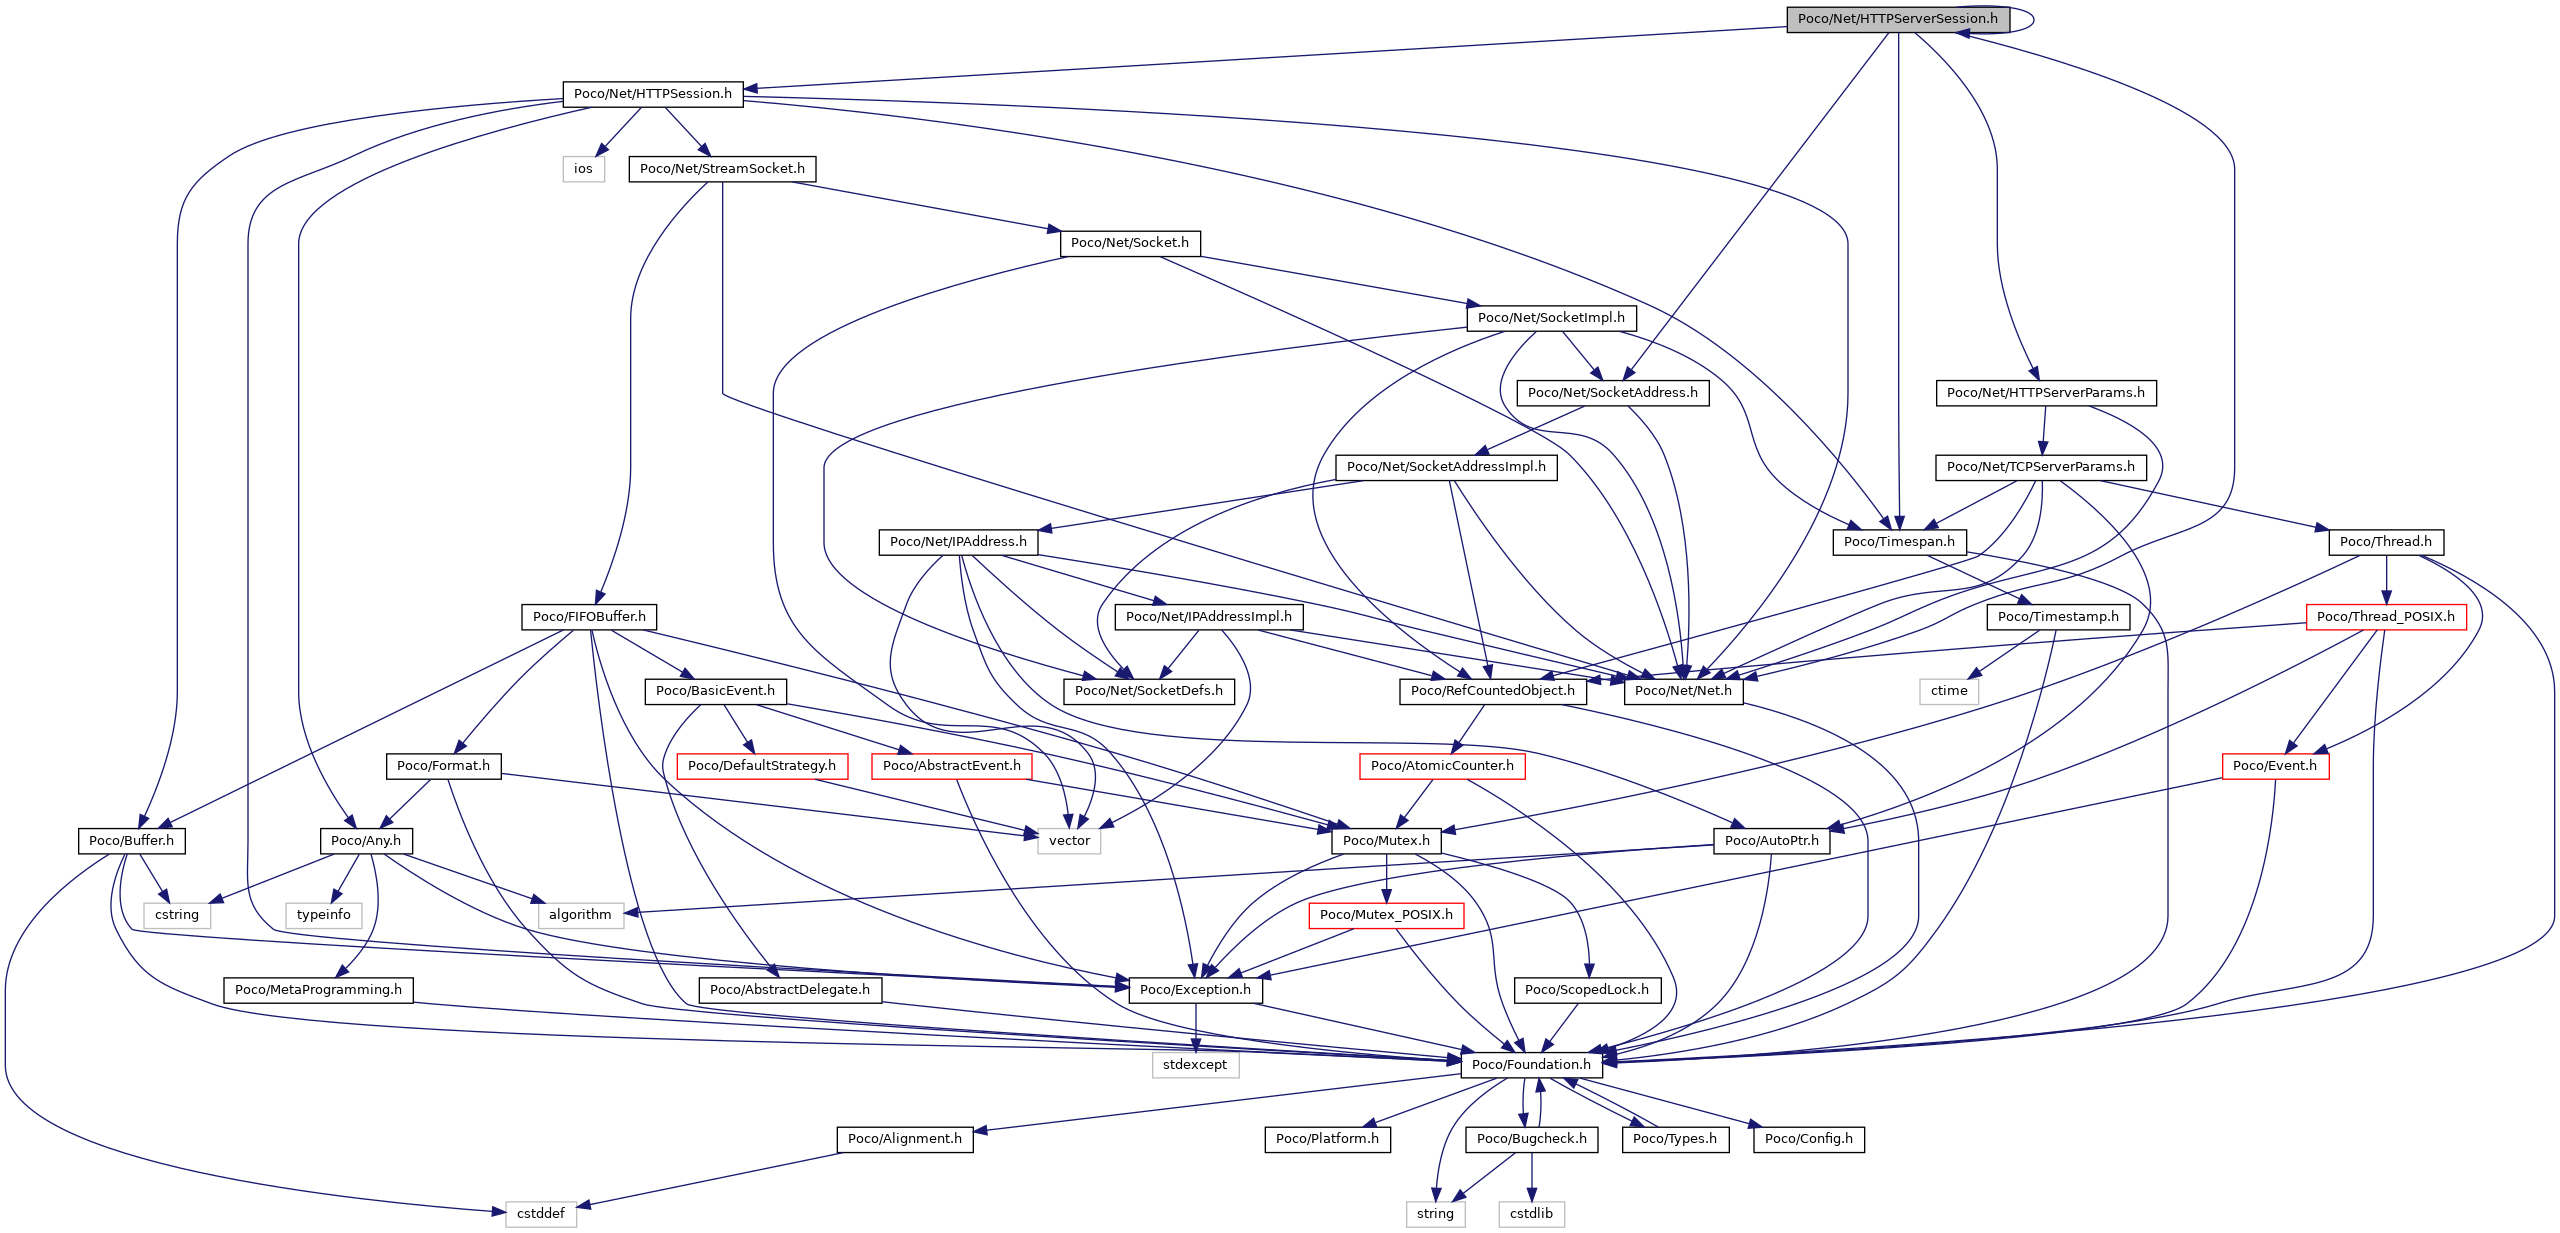 Poco/Net/HTTPServerSession.h
Poco/Net/HTTPSession.h
ios
Poco/Net/StreamSocket.h
Poco/Net/Socket.h
Poco/Net/SocketImpl.h
Poco/Net/SocketAddress.h
Poco/Net/HTTPServerParams.h
Poco/Net/SocketAddressImpl.h
Poco/Net/TCPServerParams.h
Poco/Net/IPAddress.h
Poco/Timespan.h
Poco/Thread.h
Poco/FIFOBuffer.h
Poco/Net/IPAddressImpl.h
Poco/Timestamp.h
Poco/Thread_POSIX.h
Poco/BasicEvent.h
Poco/Net/SocketDefs.h
Poco/RefCountedObject.h
Poco/Net/Net.h
ctime
Poco/Format.h
Poco/DefaultStrategy.h
Poco/AbstractEvent.h
Poco/AtomicCounter.h
Poco/Event.h
Poco/Buffer.h
Poco/Any.h
vector
Poco/Mutex.h
Poco/AutoPtr.h
cstring
typeinfo
algorithm
Poco/Mutex_POSIX.h
Poco/MetaProgramming.h
Poco/AbstractDelegate.h
Poco/Exception.h
Poco/ScopedLock.h
stdexcept
Poco/Foundation.h
Poco/Alignment.h
Poco/Platform.h
Poco/Bugcheck.h
Poco/Types.h
Poco/Config.h
cstddef
string
cstdlib